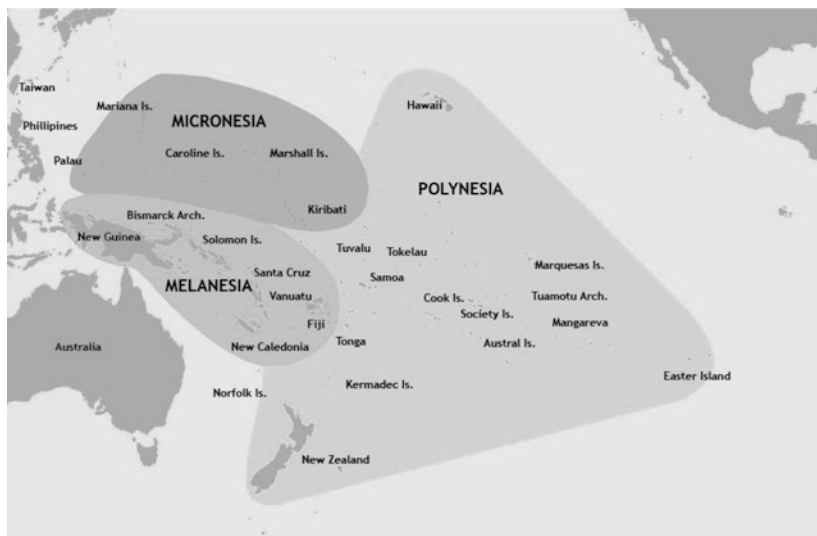 Taiwan
Hawaii
Mariana Is.
Phillipines
MICRONESIA
Palau
Caroline Is.
Marshall Is.
POLYNESIA
Kiribati
Bismarck Arch.
New Guinea
Solomon Is.
Tuvalu
Tokelau
Marquesas Is.
Santa Cruz
Samoa
MELANESIA
Vanuatu
Cook Is.
Tuamotu Arch.
Society Is.
Fiji
Mangareva
Australia
New Caledonia
Tonga
Austral Is.
Easter Island
Norfolk Is.
Kermadec Is.
New Zealand